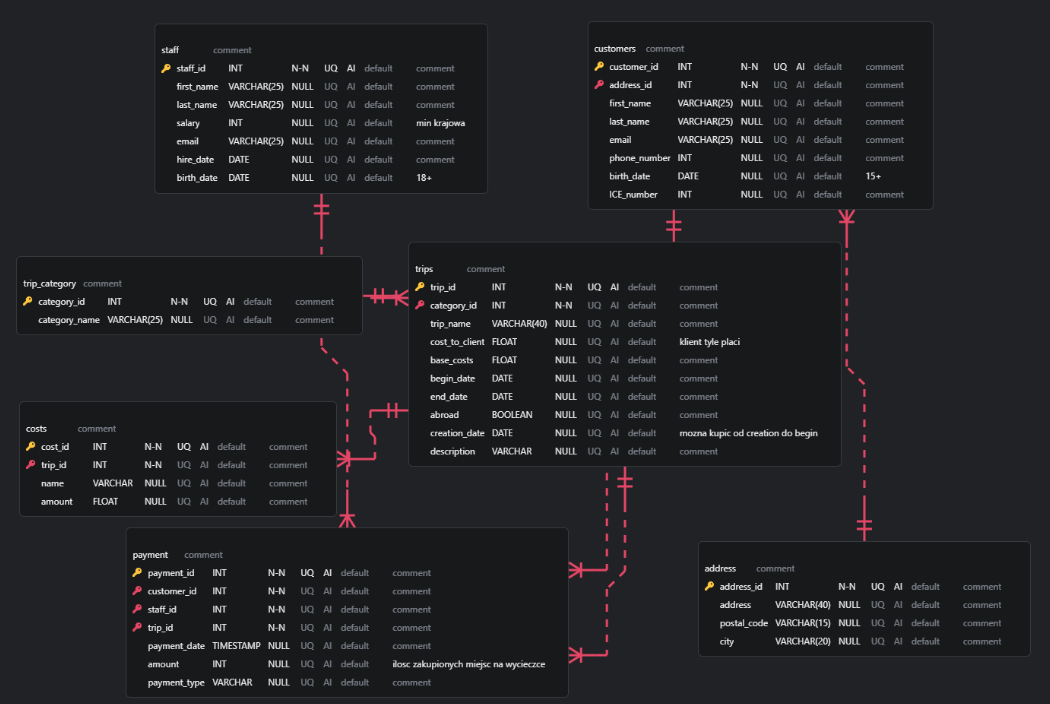 staff comment
staff_id INT N-N UQ AI default comment
first_name VARCHAR(25) NULL UQ AI default comment
last_name VARCHAR(25) NULL UQ AI default comment
salary INT NULL UQ AI default min krajowa
email VARCHAR(25) NULL UQ AI default comment
hire_date DATE NULL UQ AI default comment
birth_date DATE NULL UQ AI default 18+
customers comment
customer_id INT N-N UQ AI default comment
address_id INT N-N UQ AI default comment
first_name VARCHAR(25) NULL UQ AI default comment
last_name VARCHAR(25) NULL UQ AI default comment
email VARCHAR(25) NULL UQ AI default comment
phone_number INT NULL UQ AI default comment
birth_date DATE NULL UQ AI default 15+
ICE_number INT NULL UQ AI default comment
trip_category comment
category_id INT N-N UQ AI default comment
category_name VARCHAR(25) NULL UQ AI default comment
trips comment
trip_id INT N-N UQ AI default comment
category_id INT N-N UQ AI default comment
trip_name VARCHAR(40) NULL UQ AI default comment
cost_to_client FLOAT NULL UQ AI default klient tyle placi
base_costs FLOAT NULL UQ AI default comment
begin_date DATE NULL UQ AI default comment
end_date DATE NULL UQ AI default comment
abroad BOOLEAN NULL UQ AI default comment
creation_date DATE NULL UQ AI default mozna kupic od creation do begin
description VARCHAR NULL UQ AI default comment
costs comment
cost_id INT N-N UQ AI default comment
trip_id INT N-N UQ AI default comment
name VARCHAR NULL UQ AI default comment
amount FLOAT NULL UQ AI default comment
payment comment
payment_id INT N-N UQ AI default comment
customer_id INT N-N UQ AI default comment
staff_id INT N-N UQ AI default comment
trip_id INT N-N UQ AI default comment
payment_date TIMESTAMP NULL UQ AI default comment
amount INT NULL UQ AI default ilosc zakupionych miejsc na wycieczce
payment_type VARCHAR NULL UQ AI default comment
address comment
address_id INT N-N UQ AI default comment
address VARCHAR(40) NULL UQ AI default comment
postal_code VARCHAR(15) NULL UQ AI default comment
city VARCHAR(20) NULL UQ AI default comment